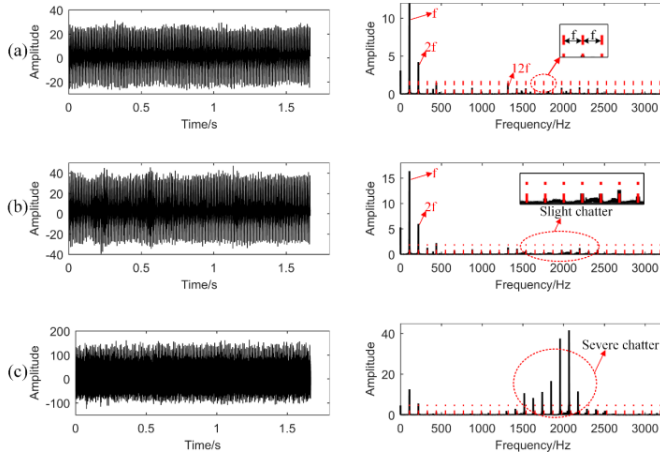 (a)
Amplitude
40
20
0
-20
-40
0 0.5 1 1.5
Time/s
Amplitude
10
5
0
f
2f
12f
f f
0 500 1000 1500 2000 2500 3000
Frequency/Hz
(b)
Amplitude
60
40
20
0
-20
-40
0 0.5 1 1.5
Time/s
Amplitude
15
10
5
0
f
2f
Slight chatter
0 500 1000 1500 2000 2500 3000
Frequency/Hz
(c)
Amplitude
200
100
0
-100
0 0.5 1 1.5
Time/s
Amplitude
40
20
0
Severe chatter
0 500 1000 1500 2000 2500 3000
Frequency/Hz